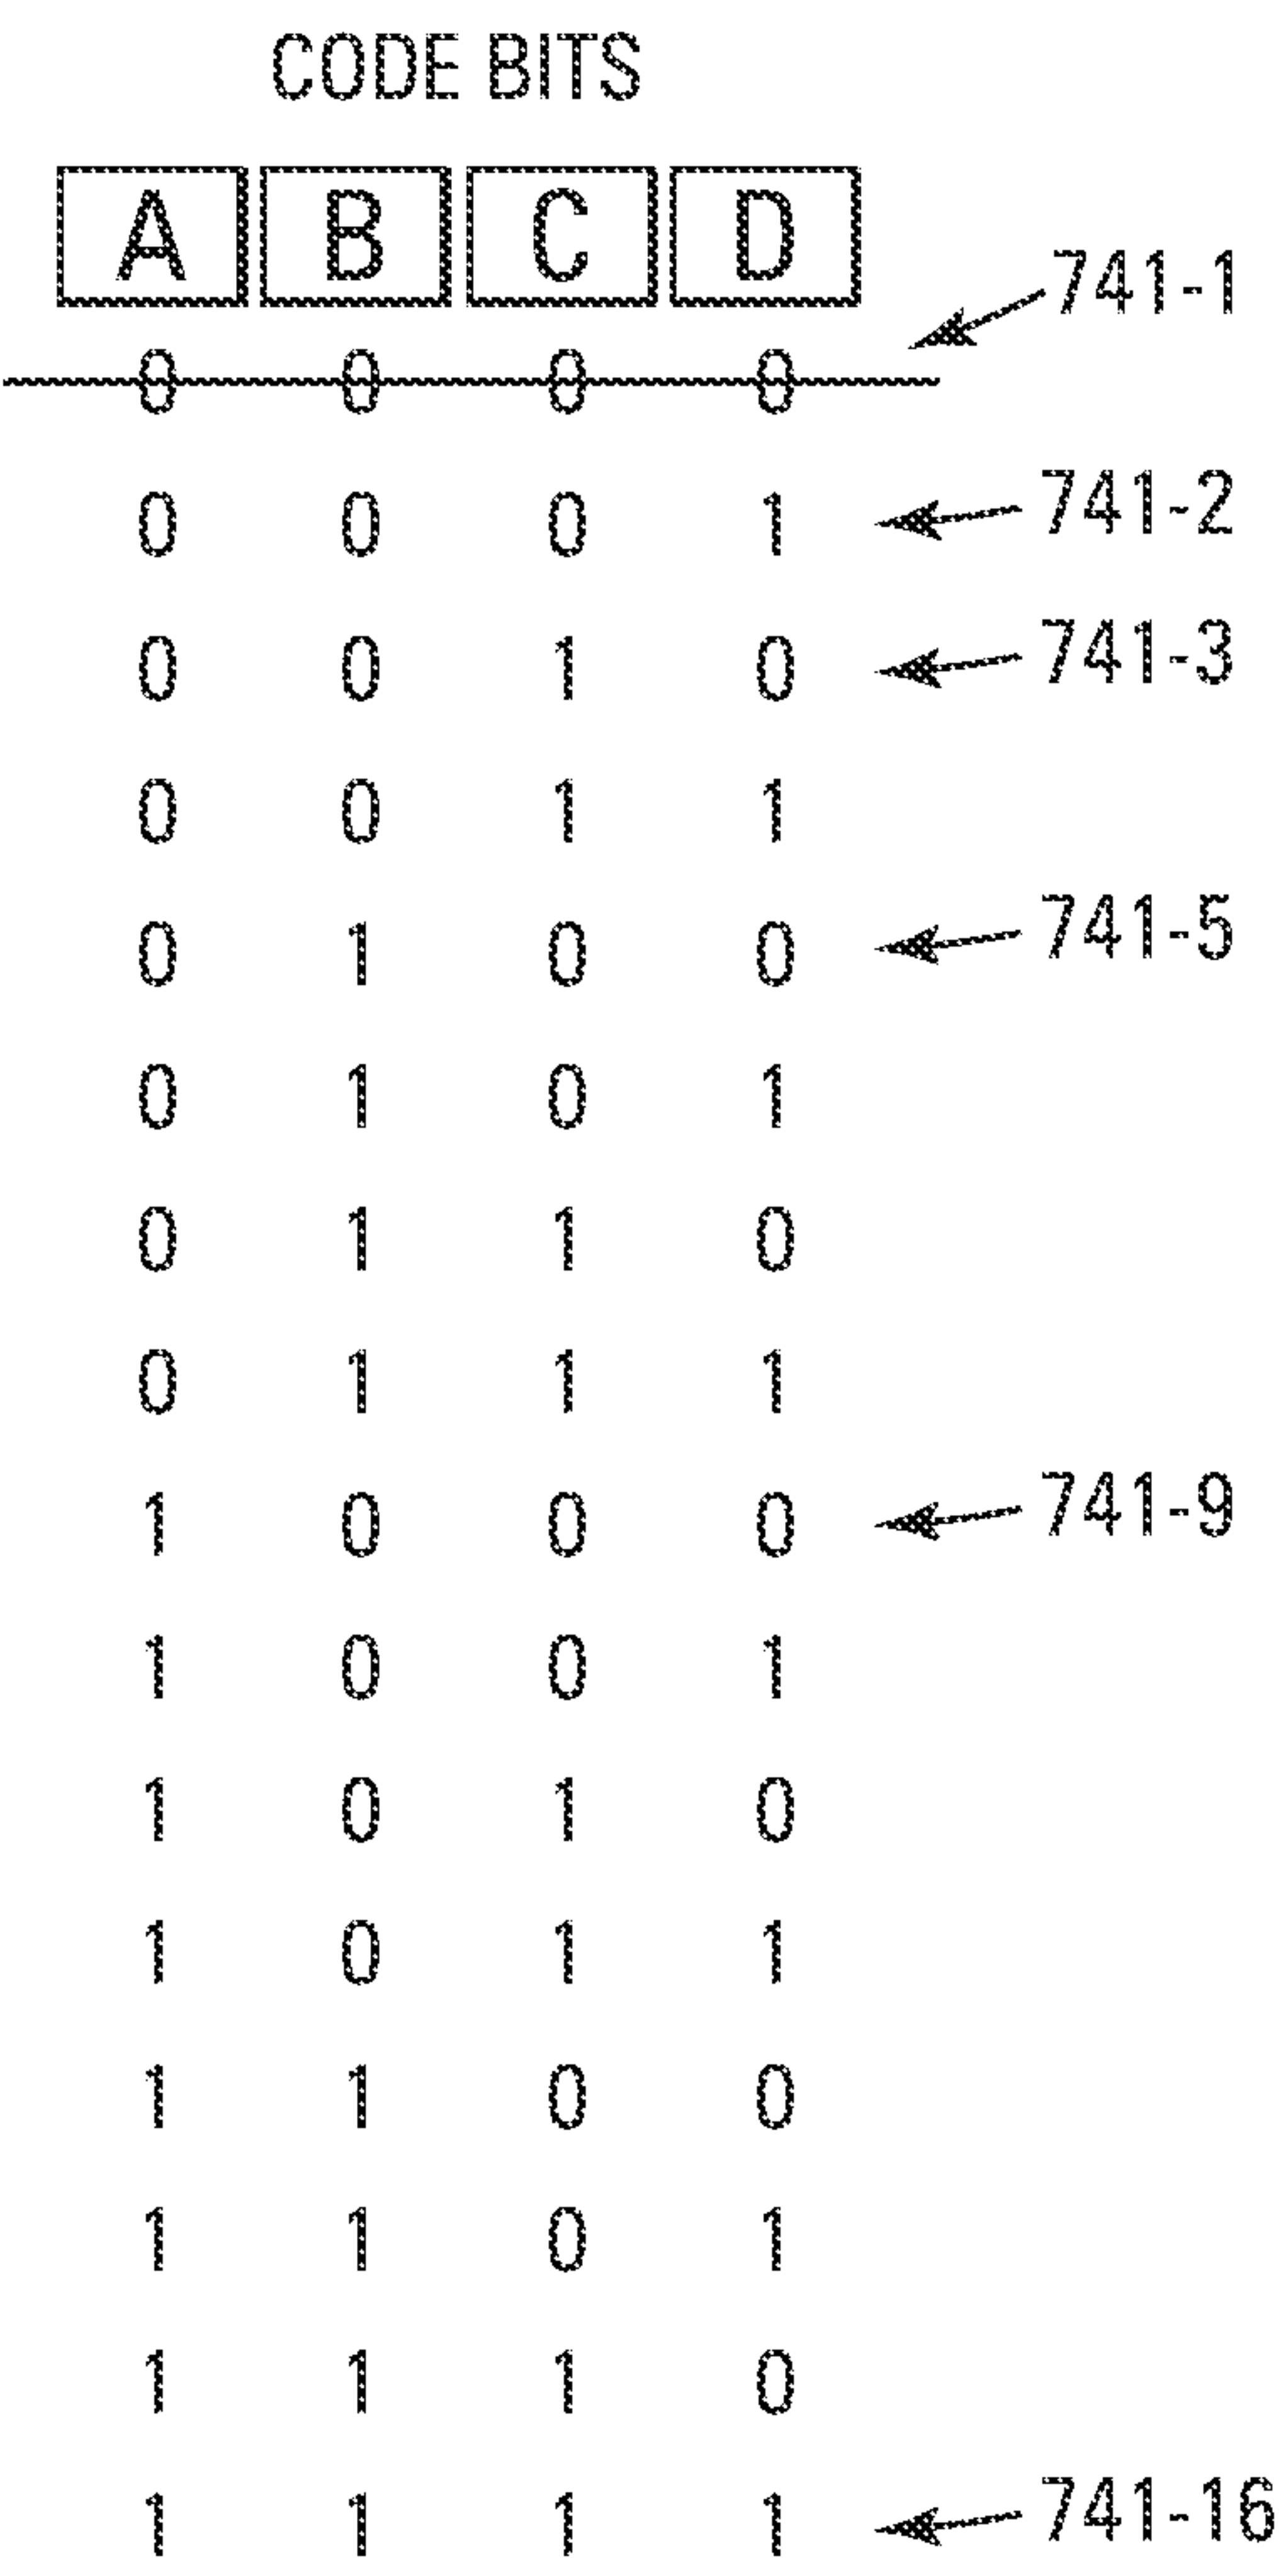 CODE BITS
A B C D
0 0 0 0 741-1
0 0 0 1 741-2
0 0 1 0 741-3
0 0 1 1
0 1 0 0 741-5
0 1 0 1
0 1 1 0
0 1 1 1
1 0 0 0 741-9
1 0 0 1
1 0 1 0
1 0 1 1
1 1 0 0
1 1 0 1
1 1 1 0
1 1 1 1 741-16